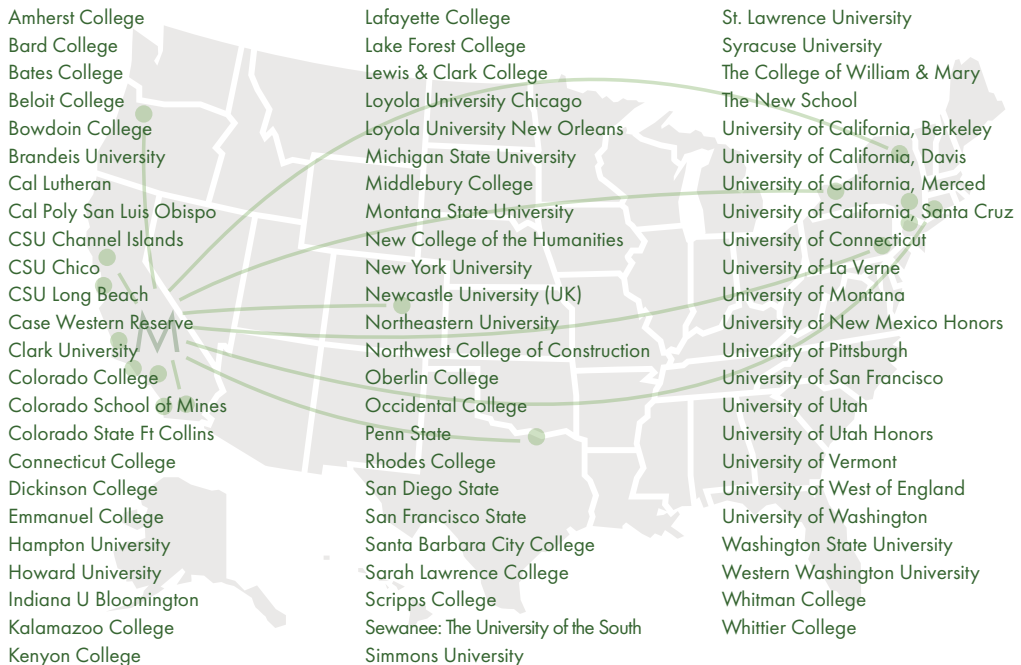 Amherst College
Bard College
Bates College
Beloit College
Bowdoin College
Brandeis University
Cal Lutheran
Cal Poly San Luis Obispo
CSU Channel Islands
CSU Chico
CSU Long Beach
Case Western Reserve
Clark University
Colorado College
Colorado School of Mines
Colorado State Ft Collins
Connecticut College
Dickinson College
Emmanuel College
Hampton University
Howard University
Indiana U Bloomington
Kalamazoo College
Kenyon College
M
Lafayette College
Lake Forest College
Lewis & Clark College
Loyola University Chicago
Loyola University New Orleans
Michigan State University
Middlebury College
Montana State University
New College of the Humanities
New York University
Newcastle University (UK)
Northeastern University
Northwest College of Construction
Oberlin College
Occidental College
Penn State
Rhodes College
San Diego State
San Francisco State
Santa Barbara City College
Sarah Lawrence College
Scripps College
Sewanee: The University of the South
Simmons University
St. Lawrence University
Syracuse University
The College of William & Mary
The New School
University of California, Berkeley
University of California, Davis
University of California, Merced
University of California, Santa Cruz
University of Connecticut
University of La Verne
University of Montana
University of New Mexico Honors
University of Pittsburgh
University of San Francisco
University of Utah
University of Utah Honors
University of Vermont
University of West of England
University of Washington
Washington State University
Western Washington University
Whitman College
Whittier College